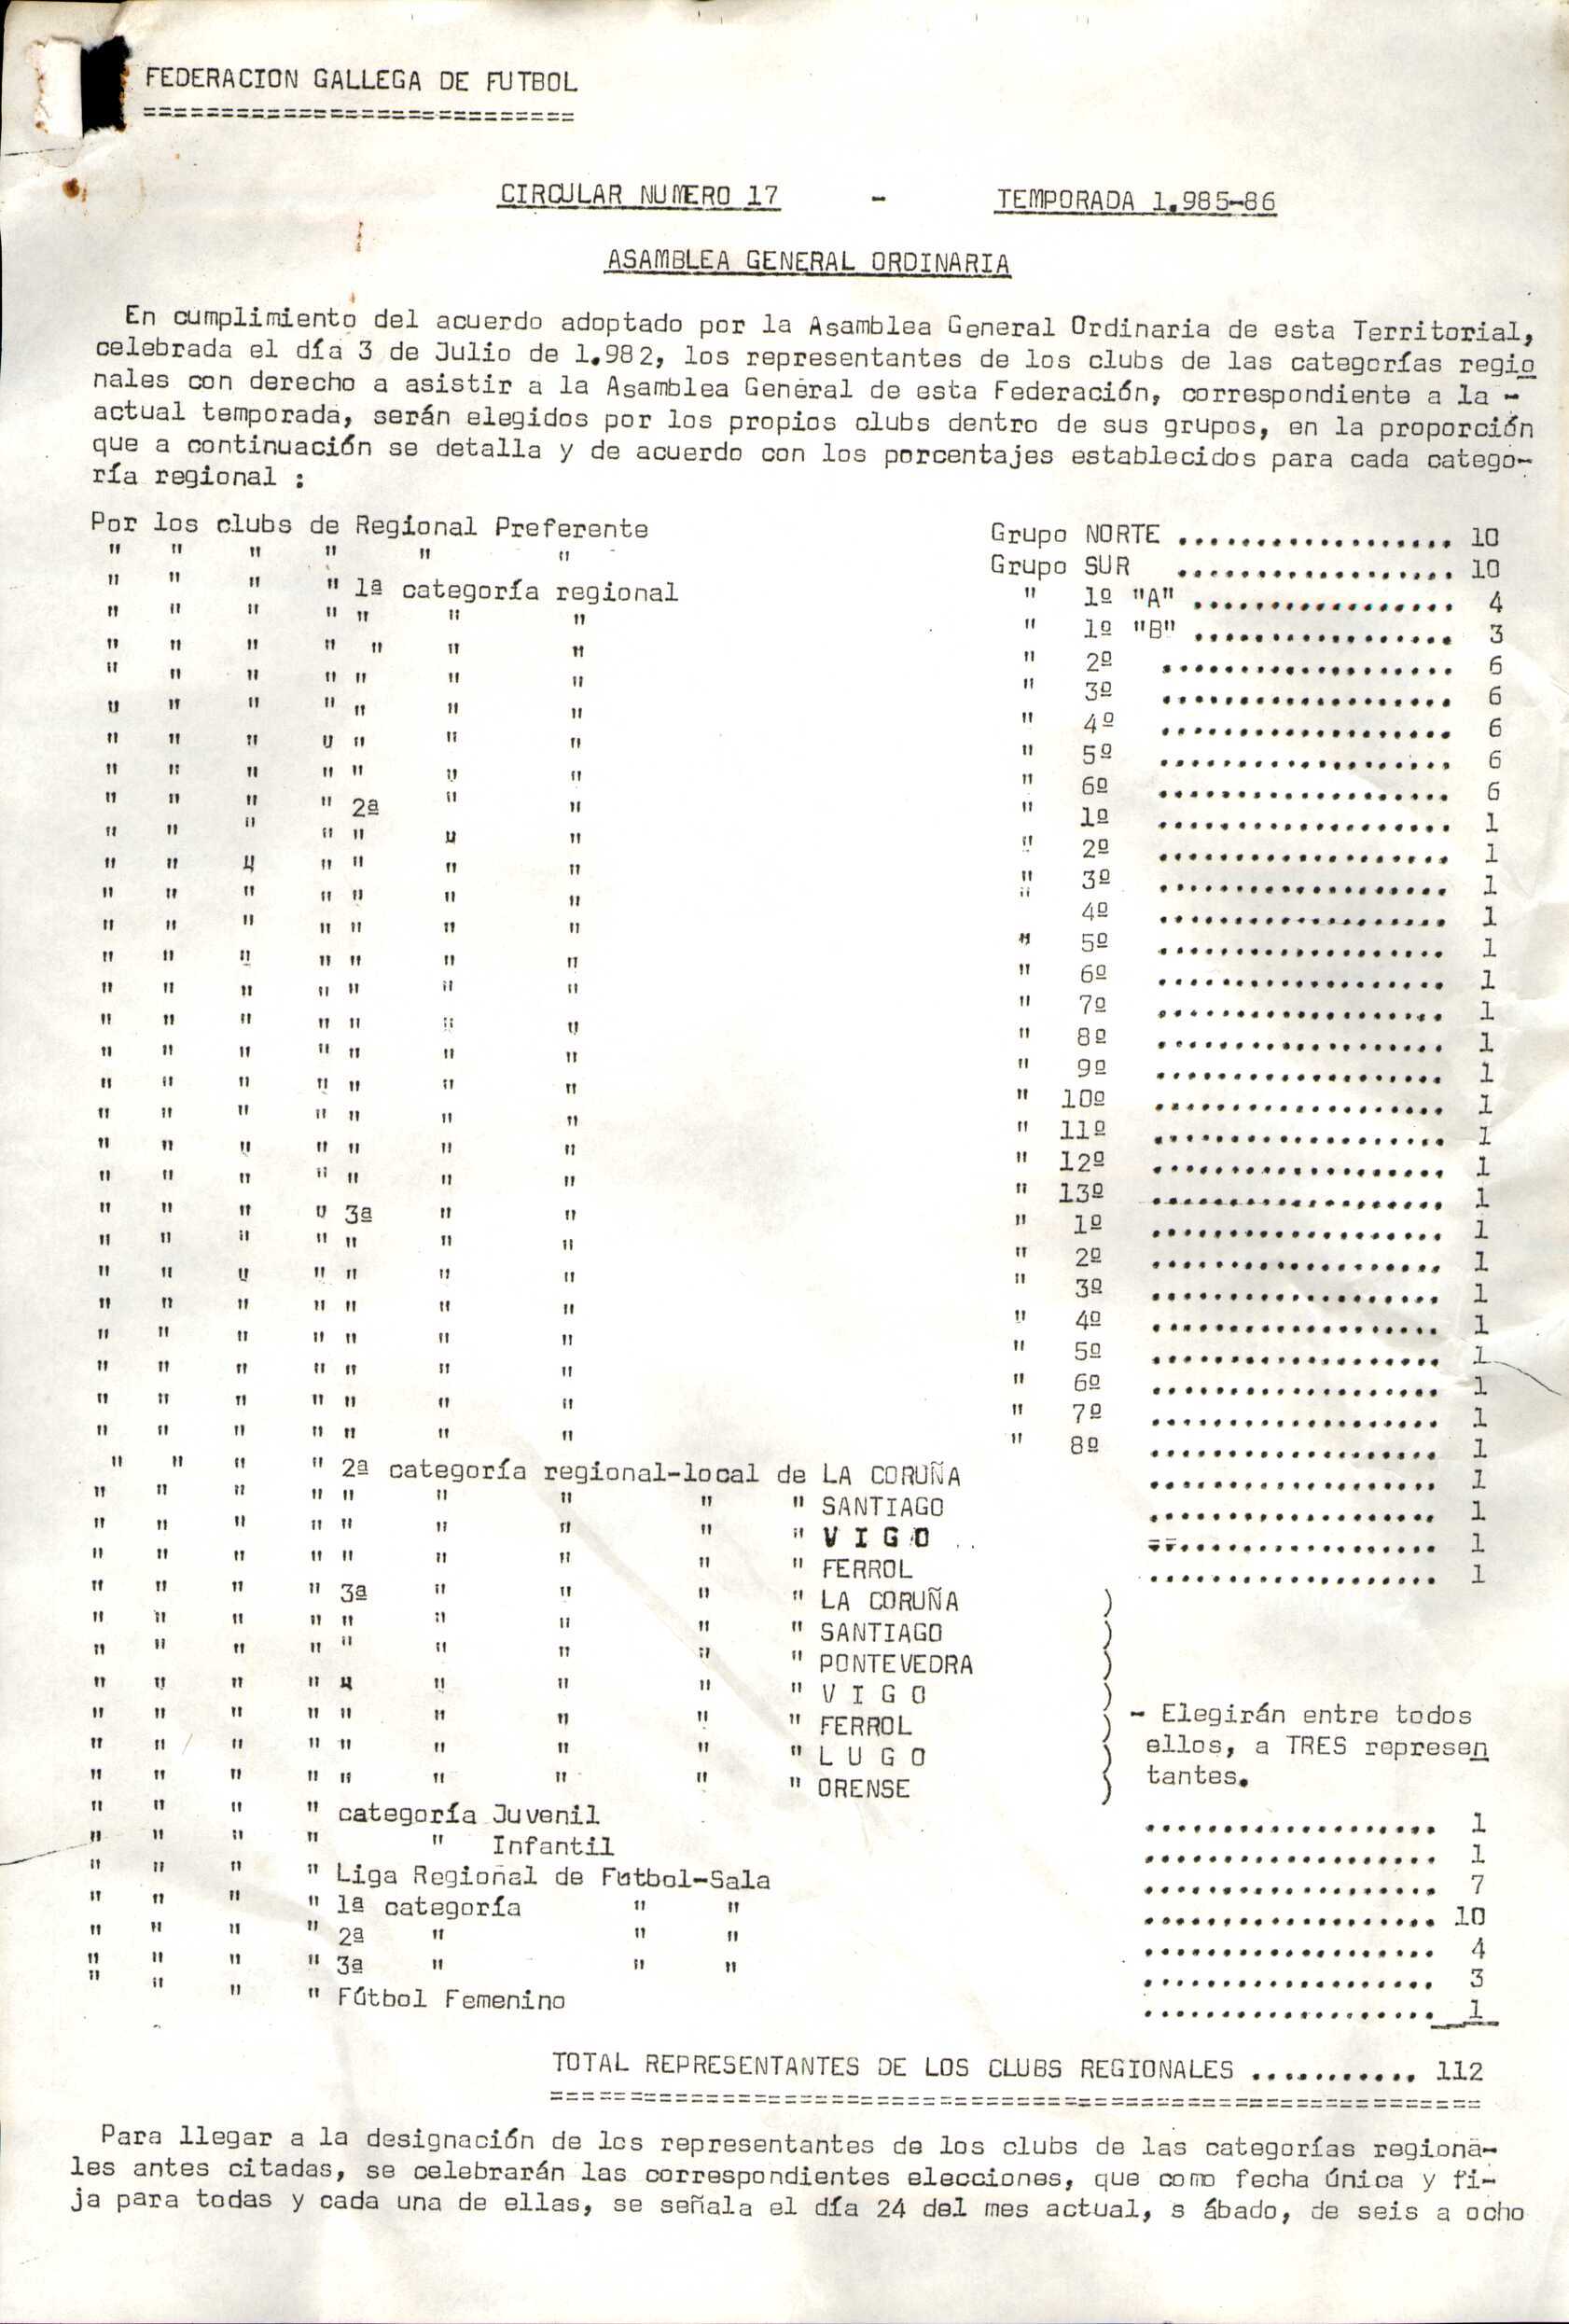 FEDERACION GALLEGA DE FUTBOL
============================
CIRCULAR NUMERO 17 - TEMPORADA 1.985-86
ASAMBLEA GENERAL ORDINARIA
En cumplimiento del acuerdo adoptado por la Asamblea General Ordinaria de esta Territorial,
celebrada el día 3 de Julio de 1.982, los representantes de los clubs de las categorías regio
nales con derecho a asistir a la Asamblea General de esta Federación, correspondiente a la -
actual temporada, serán elegidos por los propios clubs dentro de sus grupos, en la proporción
que a continuación se detalla y de acuerdo con los porcentajes establecidos para cada catego-
ría regional :
Por los clubs de Regional Preferente Grupo NORTE .................. 10
" " " " " " Grupo SUR .................. 10
" " " " 1ª categoría regional " 1º "A" ................. 4
" " " " " " " " 1º "B" ................. 3
" " " " " " " " 2º ................... 6
" " " " " " " " 3º ................... 6
" " " " " " " " 4º ................... 6
" " " " " " " " 5º ................... 6
" " " " " " " " 6º ................... 6
" " " " 2ª " " " 1º ................... 1
" " " " " " " " 2º ................... 1
" " " " " " " " 3º ................... 1
" " " " " " " " 4º ................... 1
" " " " " " " " 5º ................... 1
" " " " " " " " 6º ................... 1
" " " " " " " " 7º ................... 1
" " " " " " " " 8º ................... 1
" " " " " " " " 9º ................... 1
" " " " " " " " 10º ................... 1
" " " " " " " " 11º ................... 1
" " " " " " " " 12º ................... 1
" " " " " " " " 13º ................... 1
" " " " 3ª " " " 1º ................... 1
" " " " " " " " 2º ................... 1
" " " " " " " " 3º ................... 1
" " " " " " " " 4º ................... 1
" " " " " " " " 5º ................... 1
" " " " " " " " 6º ................... 1
" " " " " " " " 7º ................... 1
" " " " " " " " 8º ................... 1
" " " " 2ª categoría regional-local de LA CORUÑA ................... 1
" " " " " " " " " SANTIAGO ................... 1
" " " " " " " " " V I G O .. ................... 1
" " " " " " " " " FERROL ................... 1
" " " " 3ª " " " " LA CORUÑA )
" " " " " " " " " SANTIAGO )
" " " " " " " " " PONTEVEDRA )
" " " " " " " " " V I G O )
" " " " " " " " " FERROL ) - Elegirán entre todos
" " " " " " " " " L U G O ) ellos, a TRES represen
" " " " " " " " " ORENSE ) tantes.
" " " " categoría Juvenil ................... 1
" " " " " Infantil ................... 1
" " " " Liga Regional de Futbol-Sala ................... 7
" " " " 1ª categoría " " ................... 10
" " " " 2ª " " " ................... 4
" " " " 3ª " " " ................... 3
" " " " Fútbol Femenino ................... 1
TOTAL REPRESENTANTES DE LOS CLUBS REGIONALES ........... 112
============================================================
Para llegar a la designación de los representantes de los clubs de las categorías regiona-
les antes citadas, se celebrarán las correspondientes elecciones, que como fecha única y fi-
ja para todas y cada una de ellas, se señala el día 24 del mes actual, s ábado, de seis a ocho